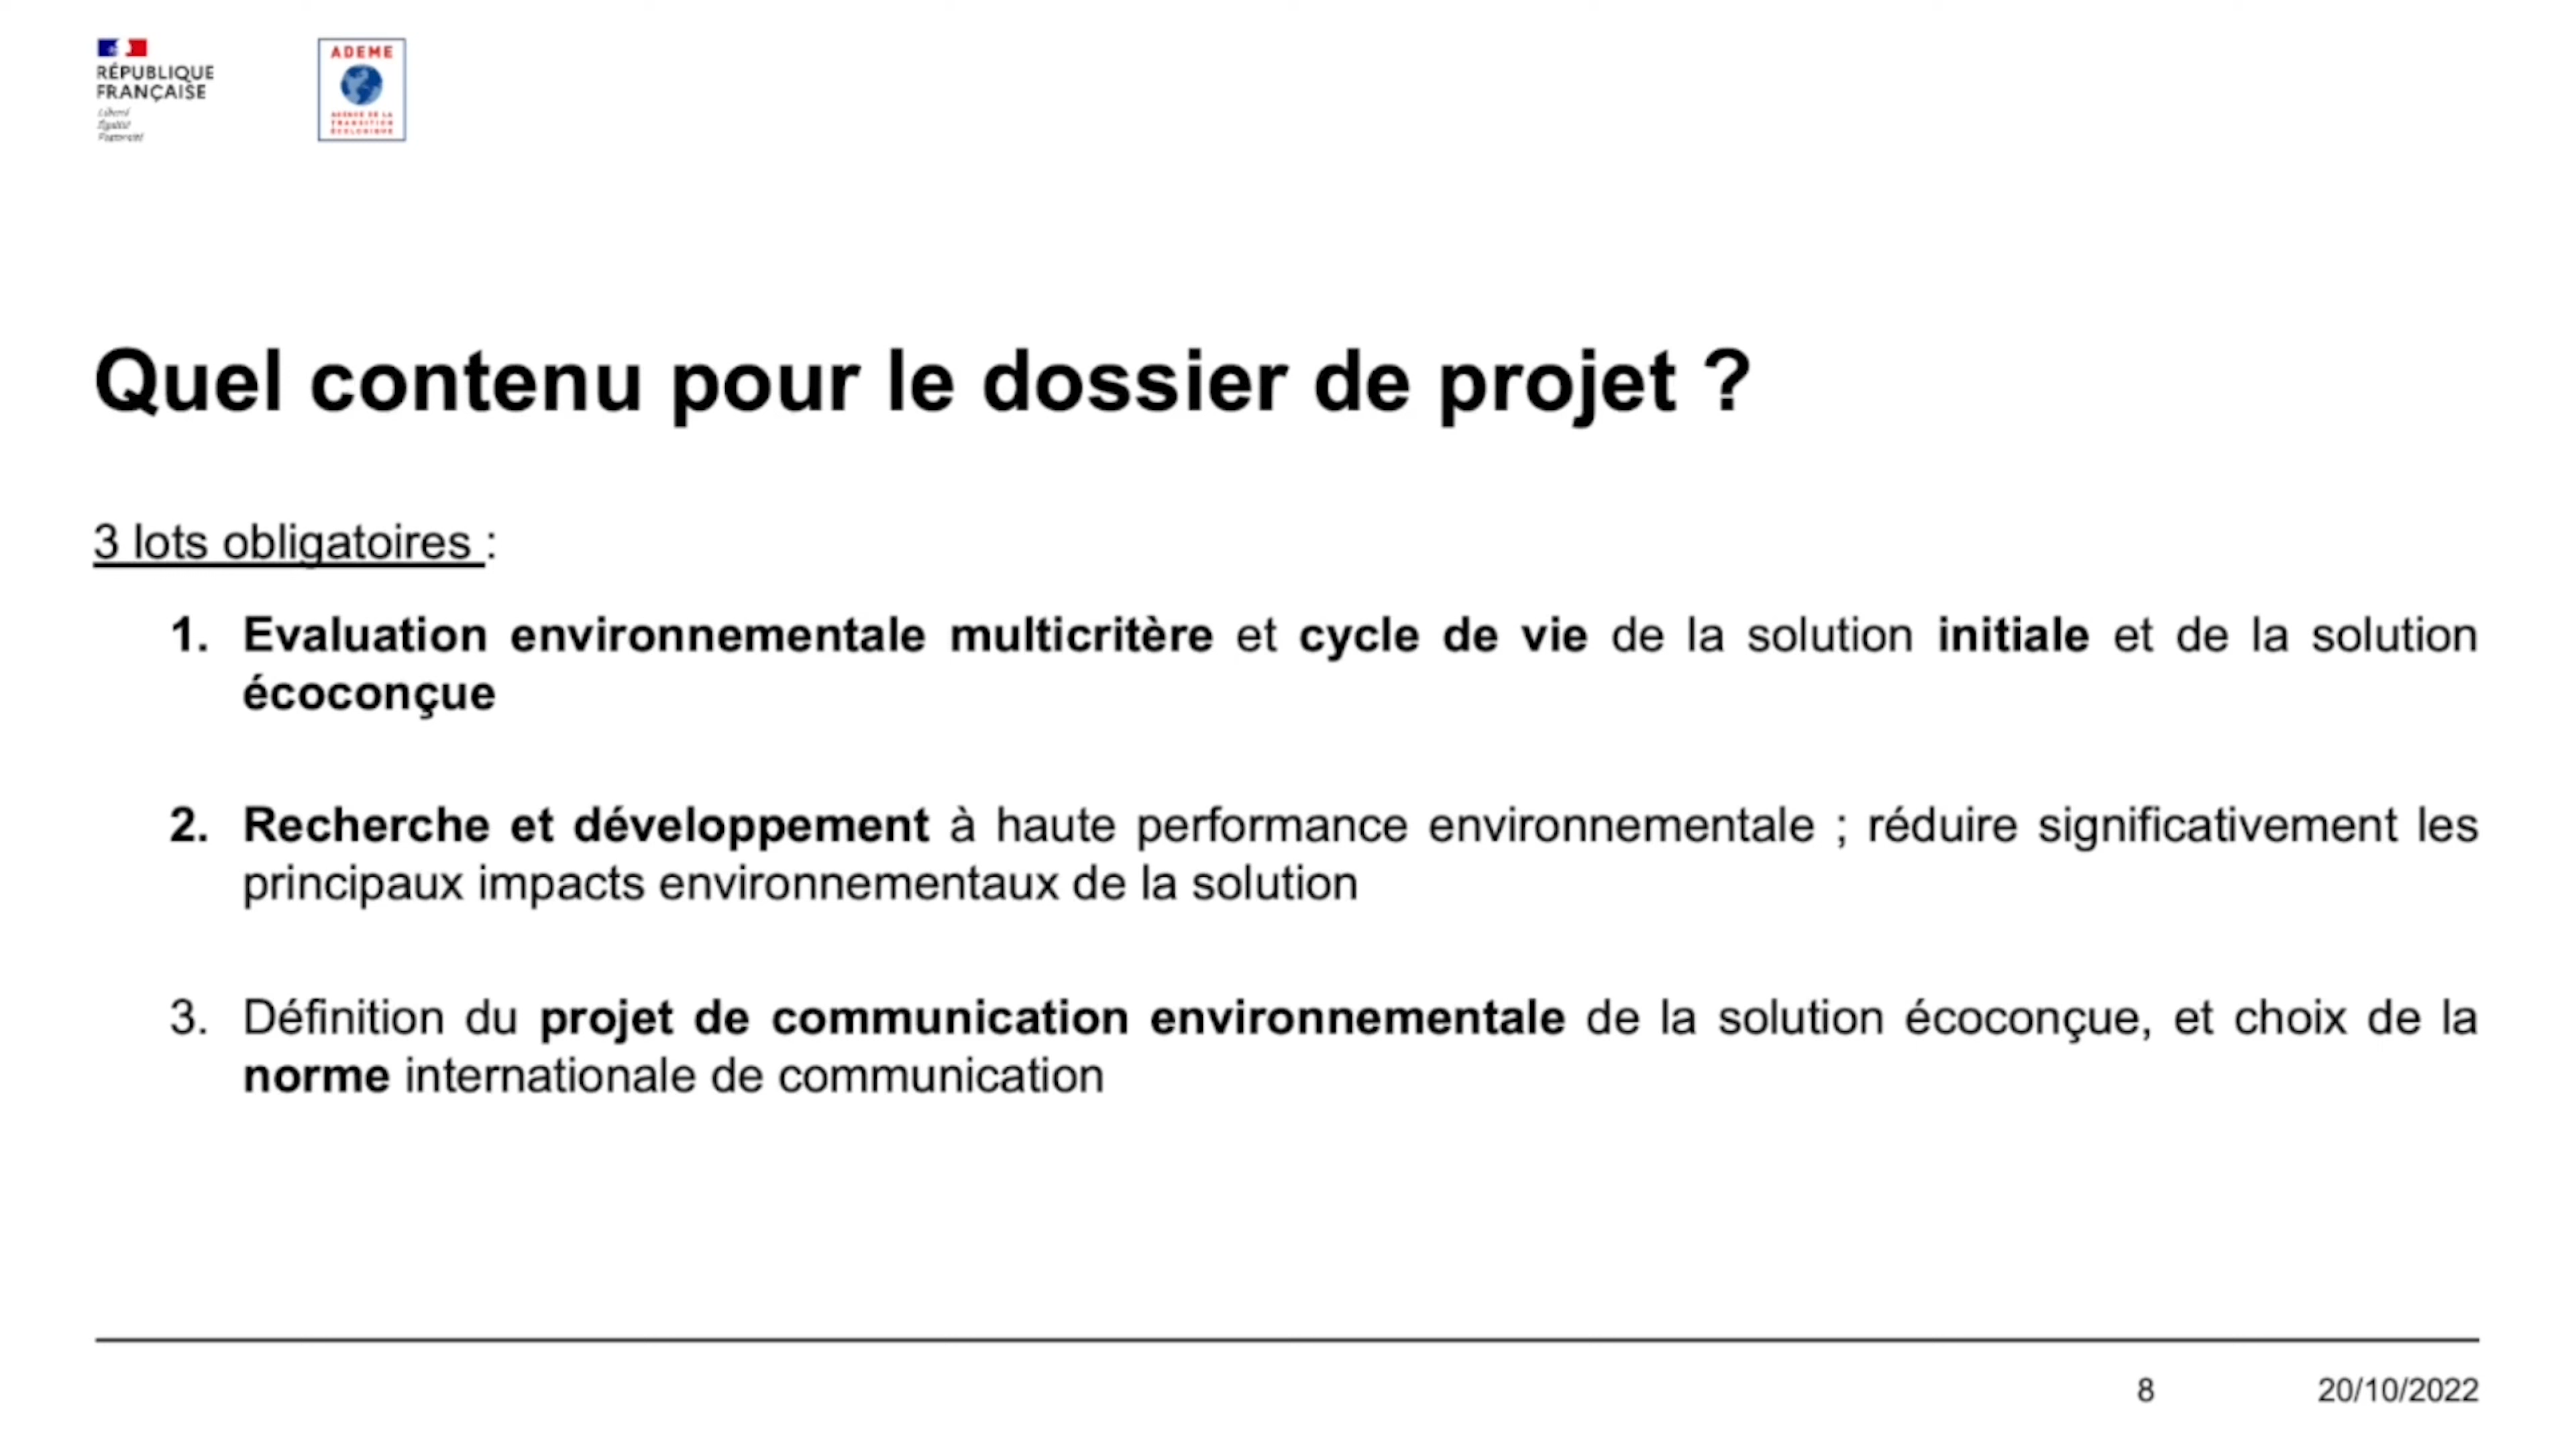 RÉPUBLIQUE
FRANÇAISE
Liberté
Égalité
Fraternité
ADEME
AGENCE DE LA
TRANSITION
ÉCOLOGIQUE
Quel contenu pour le dossier de projet ?
3 lots obligatoires :
1. Evaluation environnementale multicritère et cycle de vie de la solution initiale et de la solution
écoconçue
2. Recherche et développement à haute performance environnementale ; réduire significativement les
principaux impacts environnementaux de la solution
3. Définition du projet de communication environnementale de la solution écoconçue, et choix de la
norme internationale de communication
8 20/10/2022